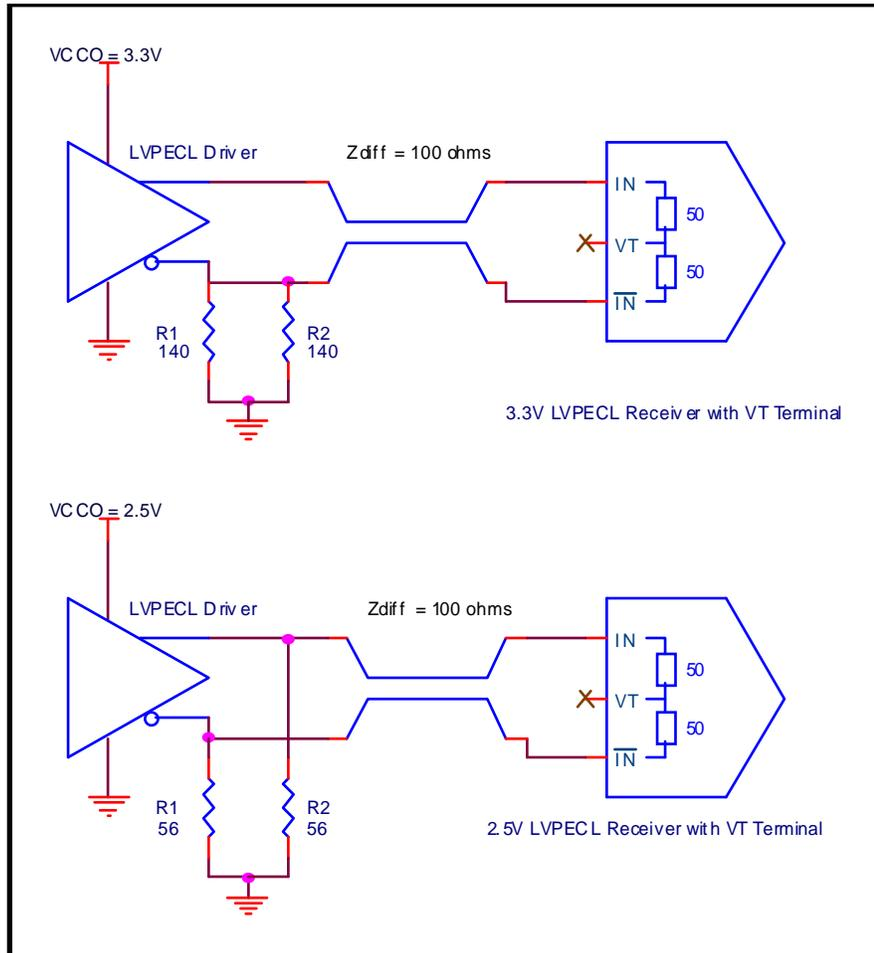 VCCO = 3.3V
LVPECL Driver
Zdiff = 100 ohms
IN
50
VT
50
IN
R1
140
R2
140
3.3V LVPECL Receiver with VT Terminal
VCCO = 2.5V
LVPECL Driver
Zdiff = 100 ohms
IN
50
VT
50
IN
R1
56
R2
56
2.5V LVPECL Receiver with VT Terminal